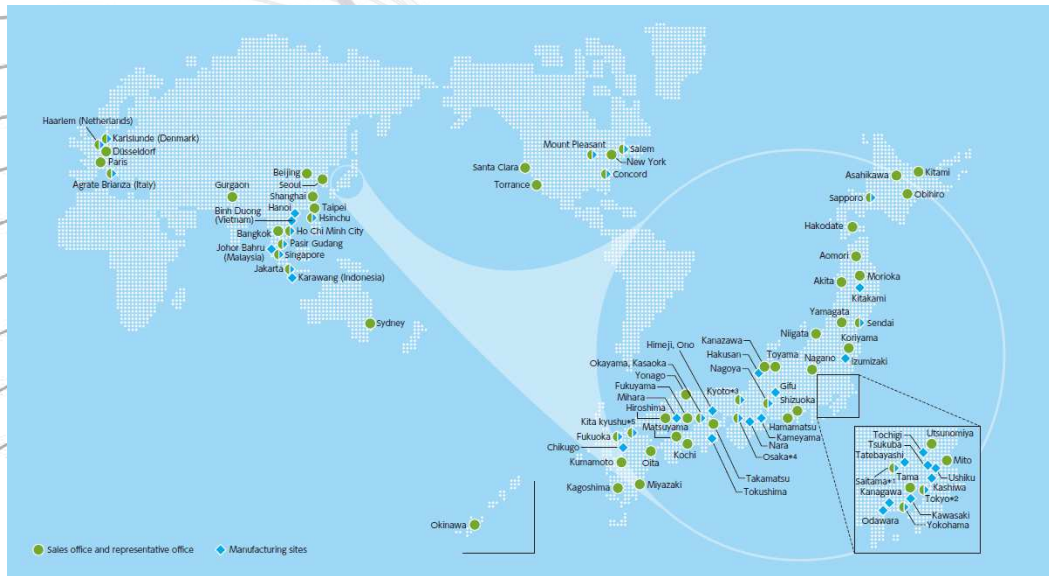 Haarlem (Netherlands)
Karlslunde (Denmark)
Düsseldorf
Paris
Agrate Brianza (Italy)
Gurgaon
Beijing
Seoul
Shanghai
Hanoi
Taipei
Binh Duong
(Vietnam)
Hsinchu
Bangkok
Ho Chi Minh City
Pasir Gudang
Johor Bahru
(Malaysia)
Singapore
Jakarta
Karawang (Indonesia)
Sydney
Santa Clara
Torrance
Mount Pleasant
Salem
New York
Concord
Asahikawa
Kitami
Sapporo
Obihiro
Hakodate
Aomori
Morioka
Akita
Kitakami
Yamagata
Sendai
Niigata
Koriyama
Nagano
Izumizaki
Kanazawa
Himeji, Ono
Hakusan
Toyama
Okayama, Kasaoka
Nagoya
Yonago
Gifu
Fukuyama
Kyoto*3
Shizuoka
Mihara
Hiroshima
Kita kyushu*5
Matsuyama
Hamamatsu
Fukuoka
Kameyama
Nara
Chikugo
Kochi
Osaka*4
Kumamoto
Oita
Takamatsu
Tokushima
Kagoshima
Miyazaki
Okinawa
Tochigi
Utsunomiya
Tsukuba
Tatebayashi
Mito
Saitama*1
Tama
Ushiku
Kashiwa
Kanagawa
Tokyo*2
Kawasaki
Odawara
Yokohama
Sales office and representative office
Manufacturing sites